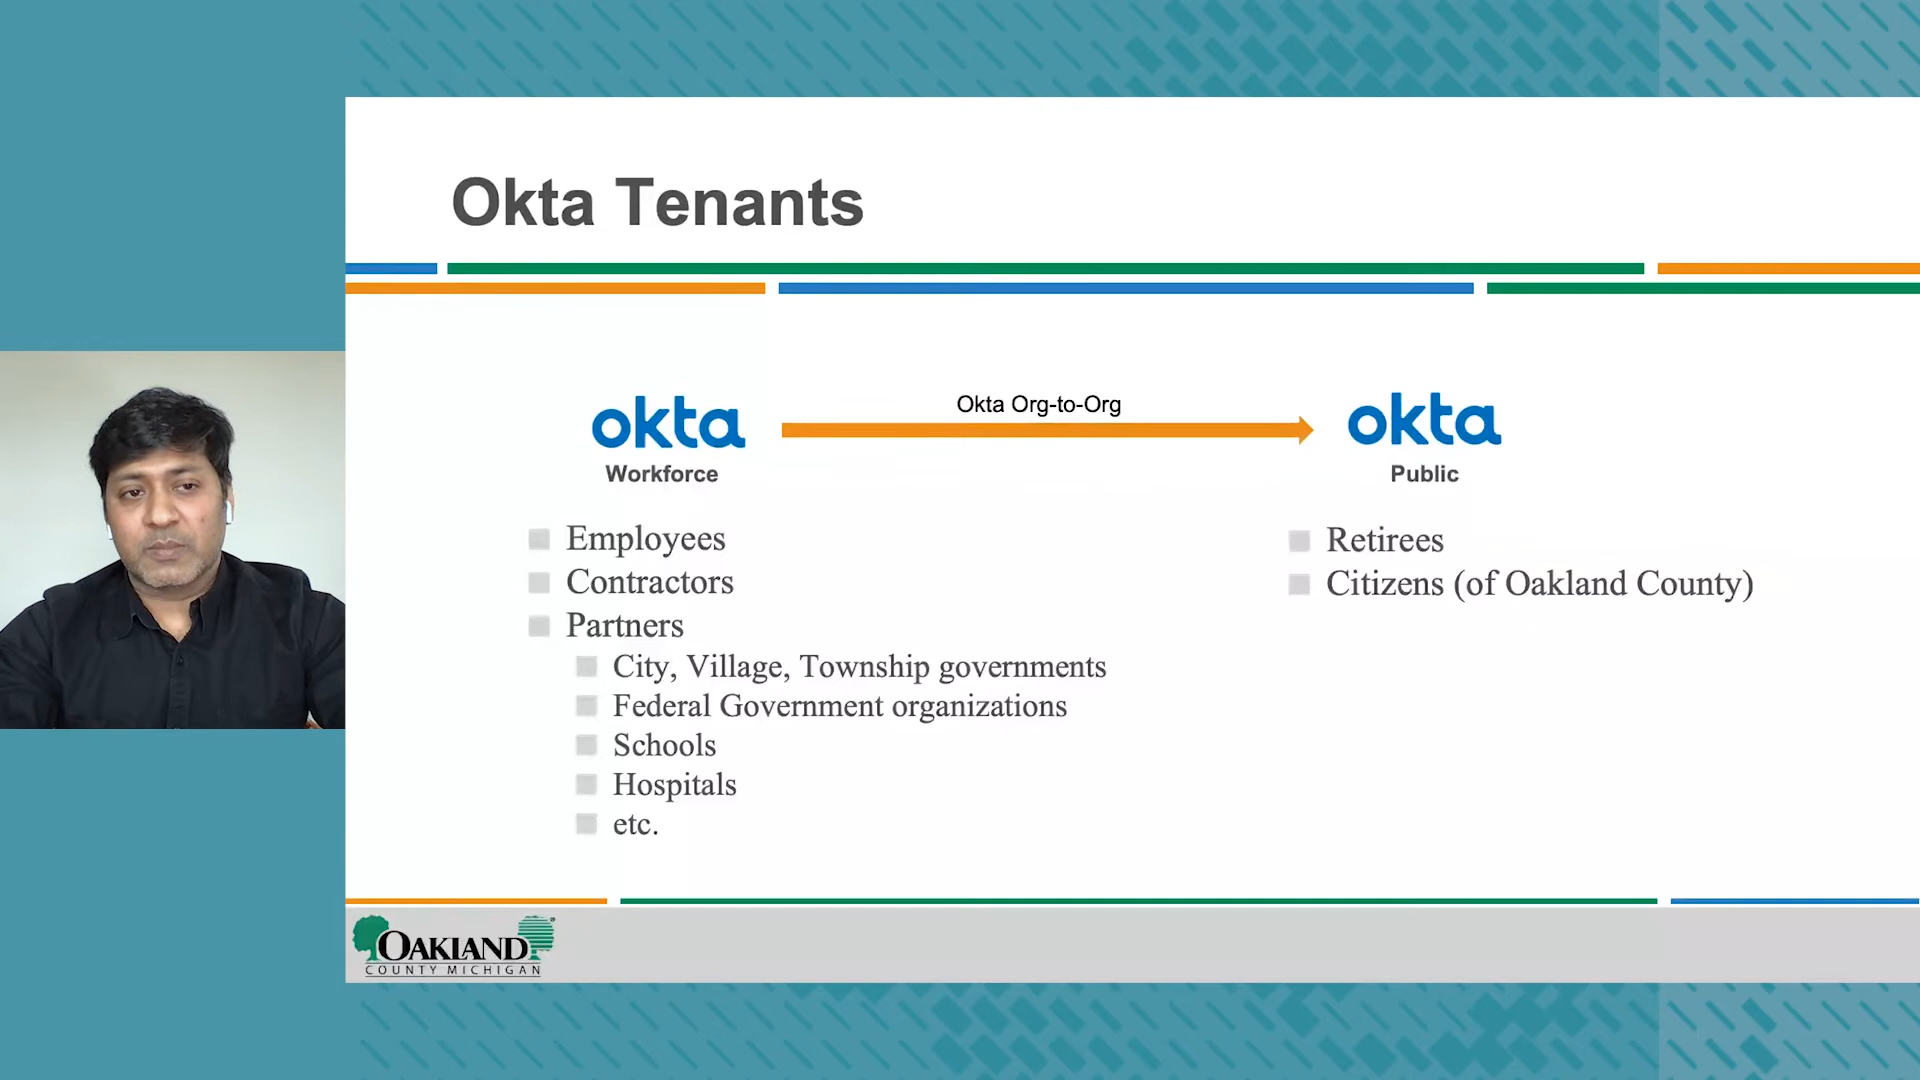 Okta Tenants
okta
Workforce
Okta Org-to-Org
okta
Public
Employees
Contractors
Partners
City, Village, Township governments
Federal Government organizations
Schools
Hospitals
etc.
Retirees
Citizens (of Oakland County)
OAKLAND
COUNTY MICHIGAN